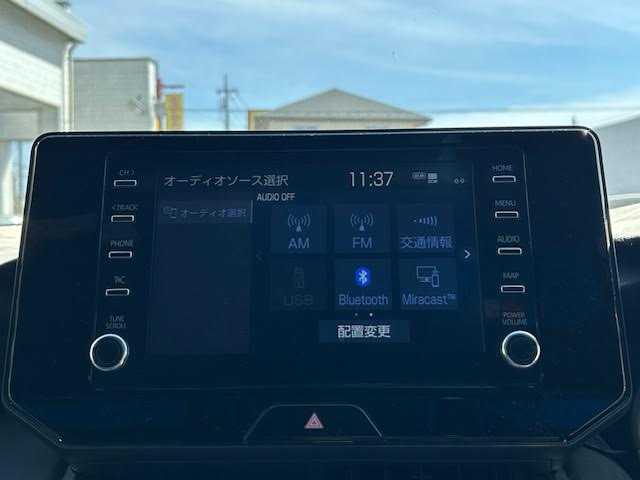 CH >
< TRACK
PHONE
T\C
TUNE
SCROLL
オーディオソース選択
11:37
AUDIO OFF
オーディオ選択
AM
FM
交通情報
USB
Bluetooth
Miracast™
配置変更
HOME
MENU
AUDIO
MAP
POWER
VOLUME